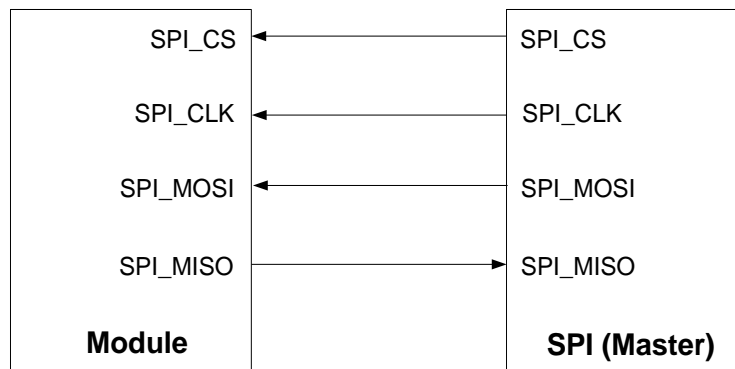 SPI_CS SPI_CS
SPI_CLK SPI_CLK
SPI_MOSI SPI_MOSI
SPI_MISO SPI_MISO
Module SPI (Master)